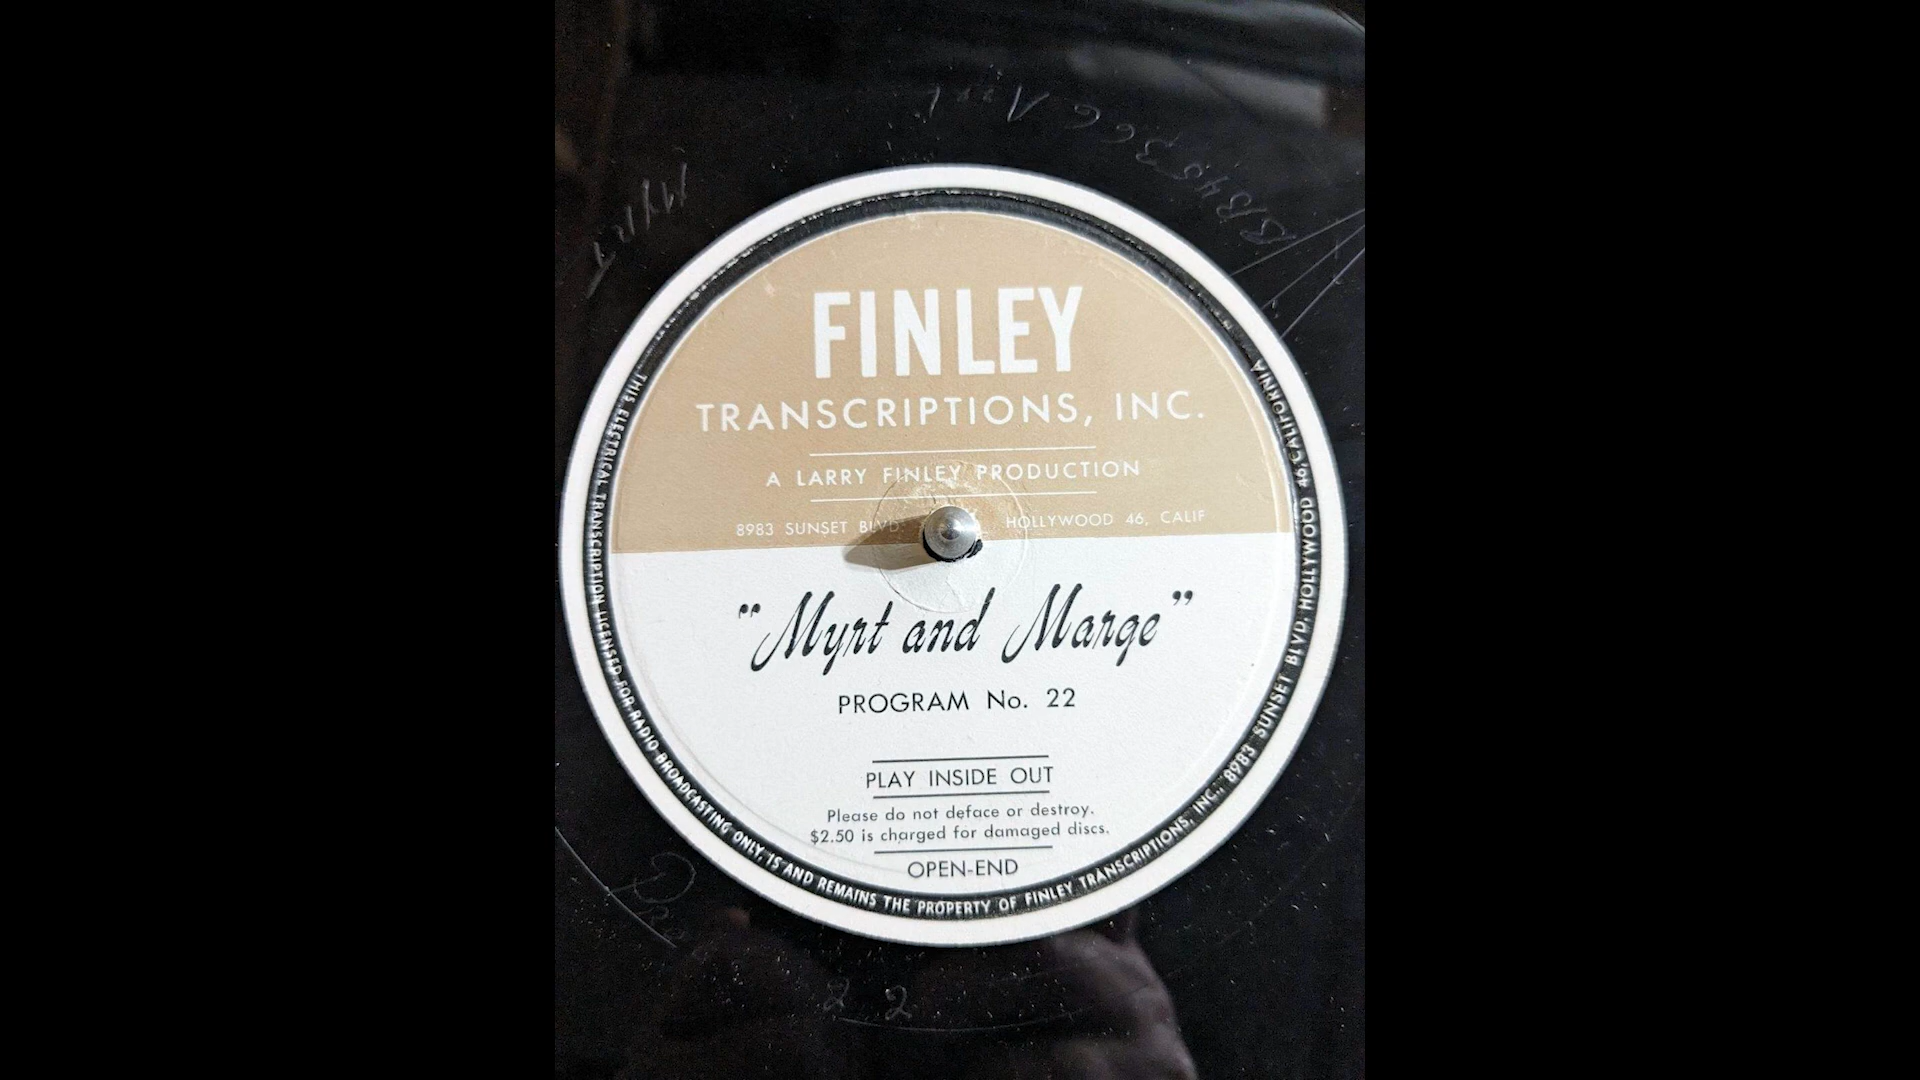 FINLEY
TRANSCRIPTIONS, INC.
A LARRY FINLEY PRODUCTION
8983 SUNSET BLVD. HOLLYWOOD 46, CALIF
"Myrt and Marge"
PROGRAM No. 22
PLAY INSIDE OUT
Please do not deface or destroy.
$2.50 is charged for damaged discs.
OPEN-END
THIS ELECTRICAL TRANSCRIPTION LICENSED FOR RADIO BROADCASTING ONLY, IS AND REMAINS THE PROPERTY OF FINLEY TRANSCRIPTIONS, INC., 8983 SUNSET BLVD. HOLLYWOOD 46, CALIFORNIA
MYRT
22